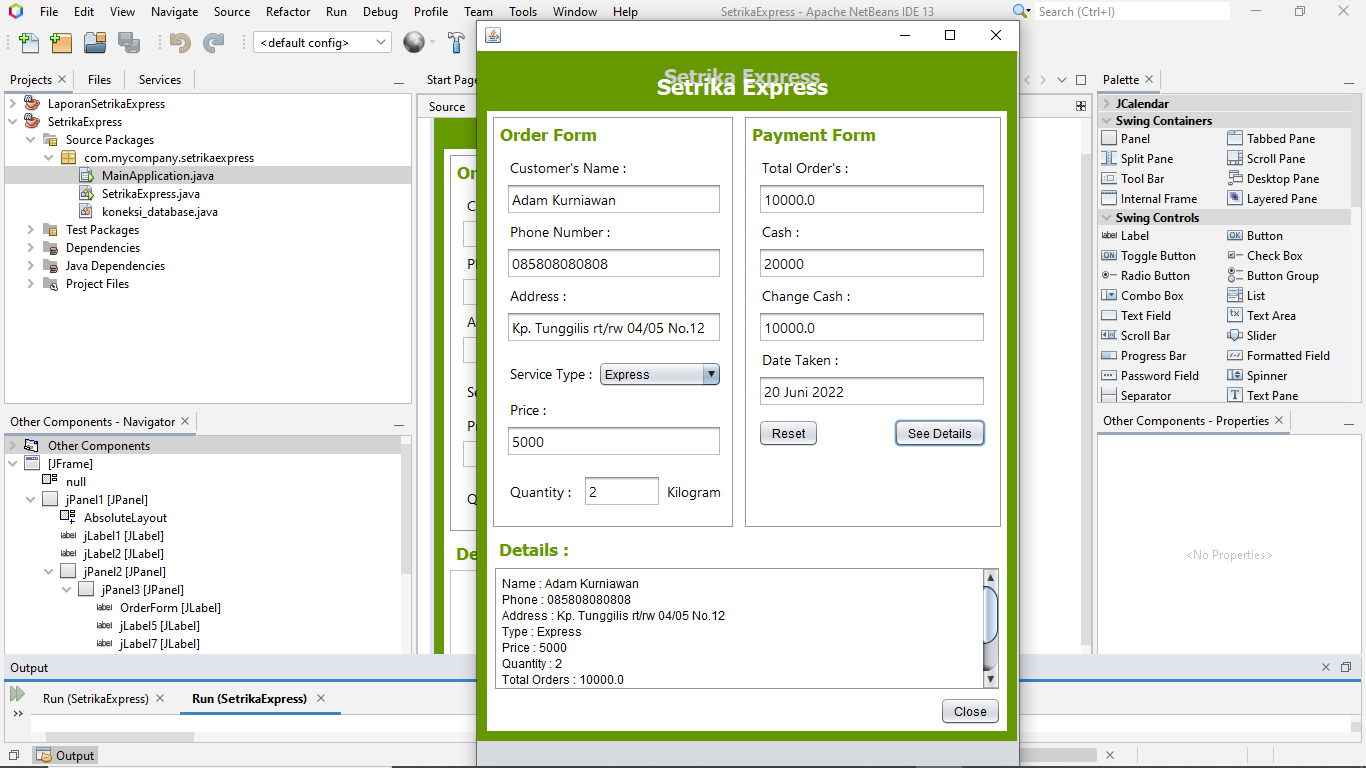 File Edit View Navigate Source Refactor Run Debug Profile Team Tools Window Help
SetrikaExpress - Apache NetBeans IDE 13
Search (Ctrl+I)
<default config>
Projects Files Services
LaporanSetrikaExpress
SetrikaExpress
Source Packages
com.mycompany.setrikaexpress
MainApplication.java
SetrikaExpress.java
koneksi_database.java
Test Packages
Dependencies
Java Dependencies
Project Files
Other Components - Navigator
Other Components
[JFrame]
null
jPanel1 [JPanel]
AbsoluteLayout
jLabel1 [JLabel]
jLabel2 [JLabel]
jPanel2 [JPanel]
jPanel3 [JPanel]
OrderForm [JLabel]
jLabel5 [JLabel]
jLabel7 [JLabel]
Start Page
Source
Setrika Express
Setrika Express
Order Form
Customer's Name :
Adam Kurniawan
Phone Number :
085808080808
Address :
Kp. Tunggilis rt/rw 04/05 No.12
Service Type : Express
Price :
5000
Quantity : 2 Kilogram
Payment Form
Total Order's :
10000.0
Cash :
20000
Change Cash :
10000.0
Date Taken :
20 Juni 2022
Reset See Details
Details :
Name : Adam Kurniawan
Phone : 085808080808
Address : Kp. Tunggilis rt/rw 04/05 No.12
Type : Express
Price : 5000
Quantity : 2
Total Orders : 10000.0
Close
Palette
JCalendar
Swing Containers
Panel Tabbed Pane
Split Pane Scroll Pane
Tool Bar Desktop Pane
Internal Frame Layered Pane
Swing Controls
Label Button
Toggle Button Check Box
Radio Button Button Group
Combo Box List
Text Field Text Area
Scroll Bar Slider
Progress Bar Formatted Field
Password Field Spinner
Separator Text Pane
Other Components - Properties
<No Properties>
Output
Run (SetrikaExpress) Run (SetrikaExpress)
Output